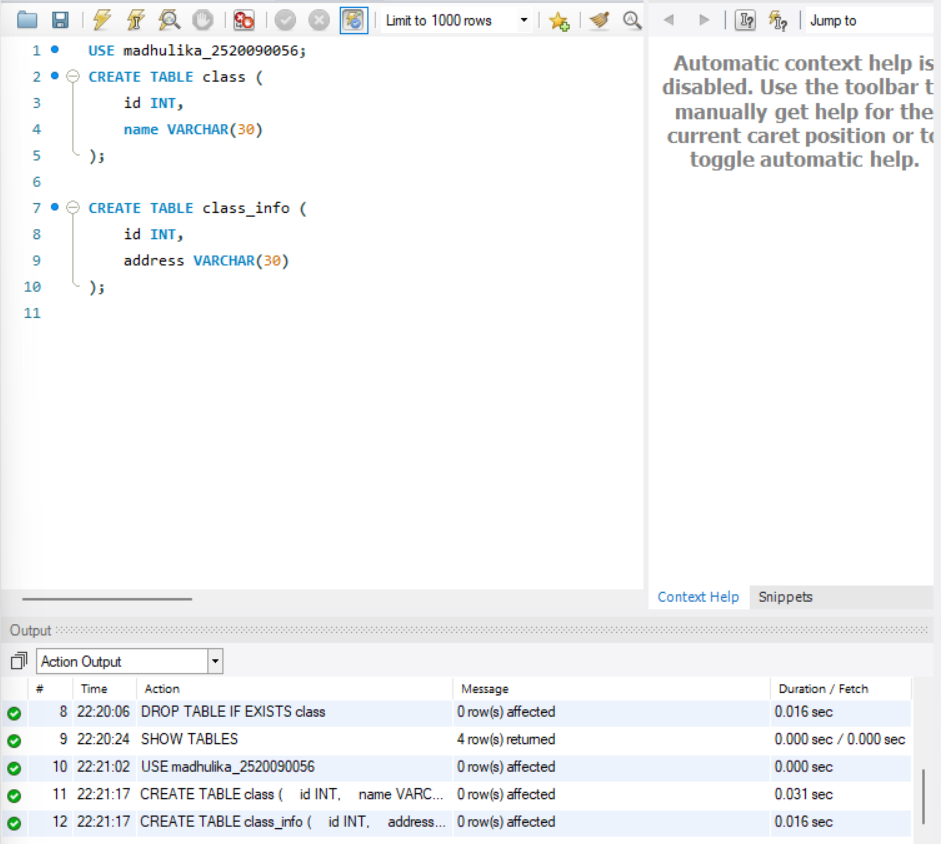 Limit to 1000 rows
Jump to
1 USE madhulika_2520090056;
2 CREATE TABLE class (
3 id INT,
4 name VARCHAR(30)
5 );
6
7 CREATE TABLE class_info (
8 id INT,
9 address VARCHAR(30)
10 );
11
Automatic context help is
disabled. Use the toolbar t
manually get help for the
current caret position or to
toggle automatic help.
Context Help Snippets
Output
Action Output
# Time Action Message Duration / Fetch
8 22:20:06 DROP TABLE IF EXISTS class 0 row(s) affected 0.016 sec
9 22:20:24 SHOW TABLES 4 row(s) returned 0.000 sec / 0.000 sec
10 22:21:02 USE madhulika_2520090056 0 row(s) affected 0.000 sec
11 22:21:17 CREATE TABLE class ( id INT, name VARC... 0 row(s) affected 0.031 sec
12 22:21:17 CREATE TABLE class_info ( id INT, address... 0 row(s) affected 0.016 sec